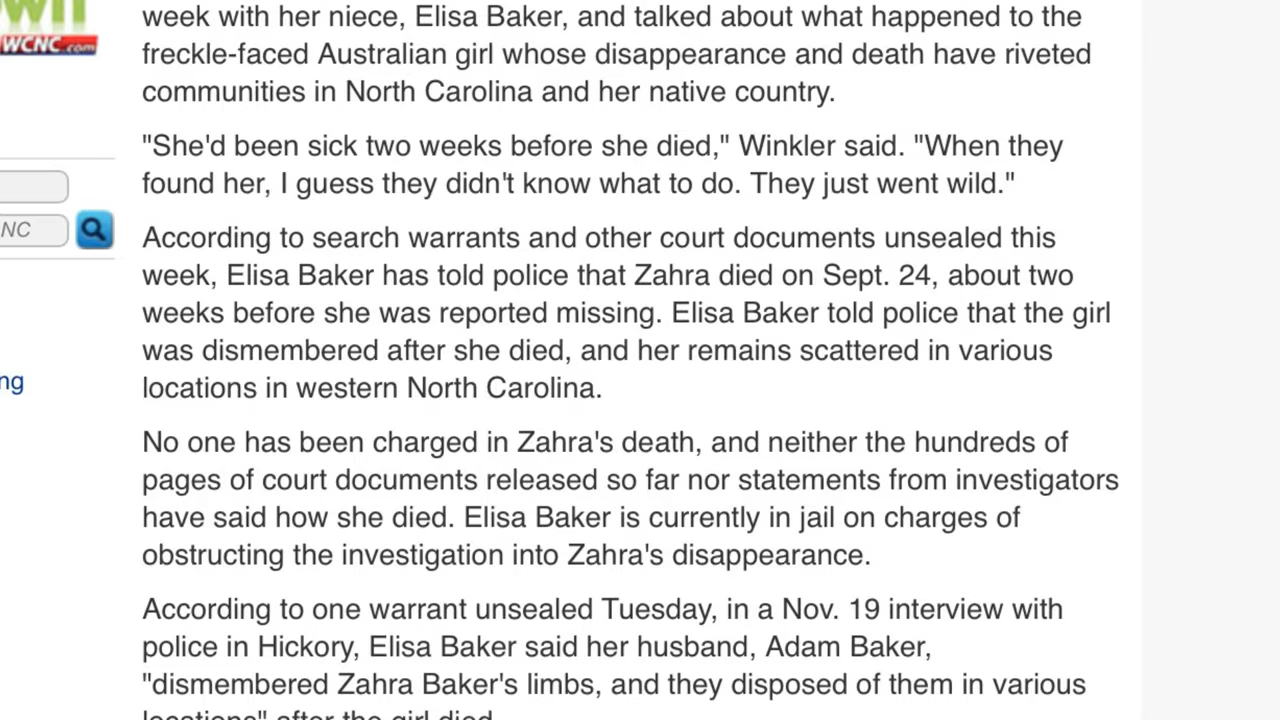 week with her niece, Elisa Baker, and talked about what happened to the
WCNC.com
freckle-faced Australian girl whose disappearance and death have riveted
communities in North Carolina and her native country.
"She'd been sick two weeks before she died," Winkler said. "When they
found her, I guess they didn't know what to do. They just went wild."
NC
According to search warrants and other court documents unsealed this
week, Elisa Baker has told police that Zahra died on Sept. 24, about two
weeks before she was reported missing. Elisa Baker told police that the girl
was dismembered after she died, and her remains scattered in various
ng
locations in western North Carolina.
No one has been charged in Zahra's death, and neither the hundreds of
pages of court documents released so far nor statements from investigators
have said how she died. Elisa Baker is currently in jail on charges of
obstructing the investigation into Zahra's disappearance.
According to one warrant unsealed Tuesday, in a Nov. 19 interview with
police in Hickory, Elisa Baker said her husband, Adam Baker,
"dismembered Zahra Baker's limbs, and they disposed of them in various
locations" after the girl died.